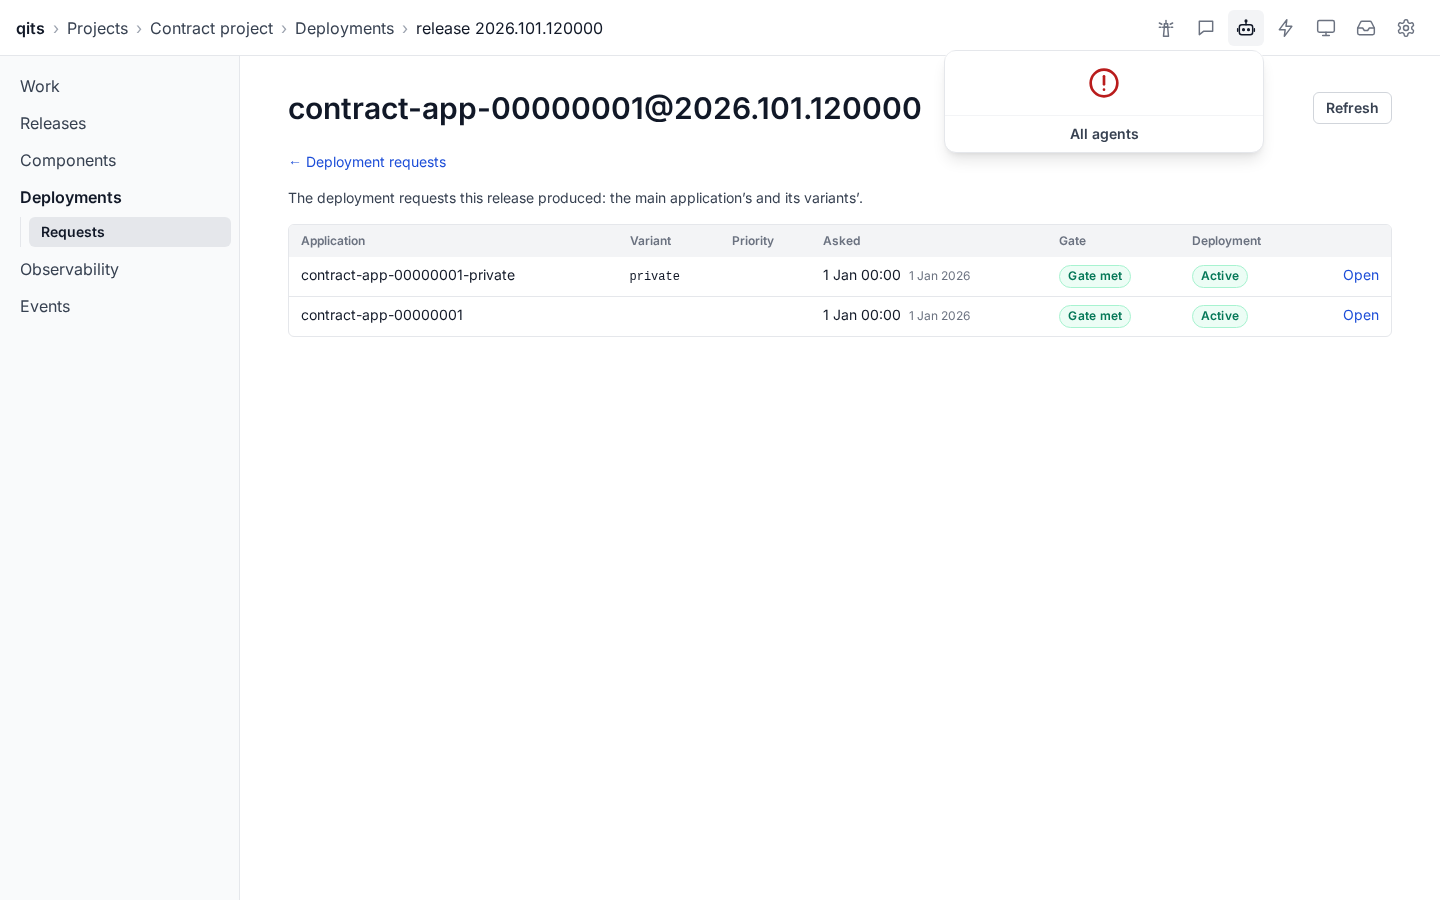 qits › Projects › Contract project › Deployments › release 2026.101.120000
Work
Releases
Components
Deployments
Requests
Observability
Events
All agents
contract-app-00000001@2026.101.120000
Refresh
← Deployment requests
The deployment requests this release produced: the main application’s and its variants’.
Application Variant Priority Asked Gate Deployment
contract-app-00000001-private private 1 Jan 00:00 1 Jan 2026 Gate met Active Open
contract-app-00000001 1 Jan 00:00 1 Jan 2026 Gate met Active Open